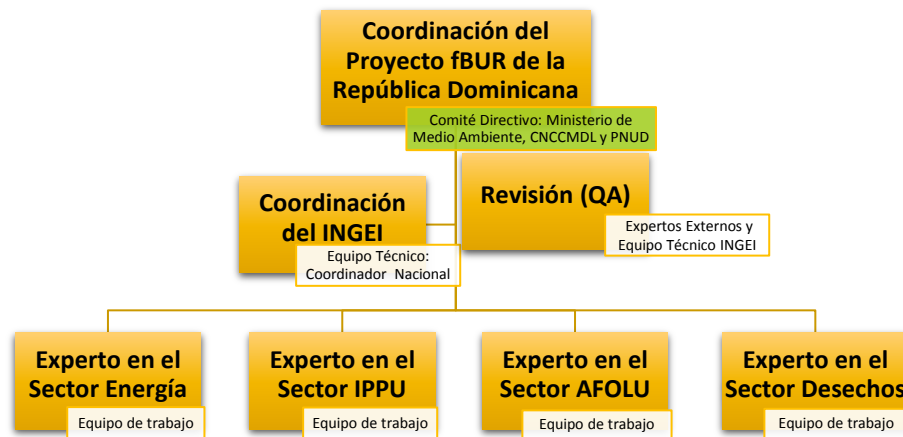 Coordinación del
Proyecto fBUR de la
República Dominicana
Comité Directivo: Ministerio de
Medio Ambiente, CNCCMDL y PNUD
Coordinación
del INGEI
Equipo Técnico:
Coordinador Nacional
Revisión (QA)
Expertos Externos y
Equipo Técnico INGEI
Experto en el
Sector Energía
Equipo de trabajo
Experto en el
Sector IPPU
Equipo de trabajo
Experto en el
Sector AFOLU
Equipo de trabajo
Experto en el
Sector Desechos
Equipo de trabajo